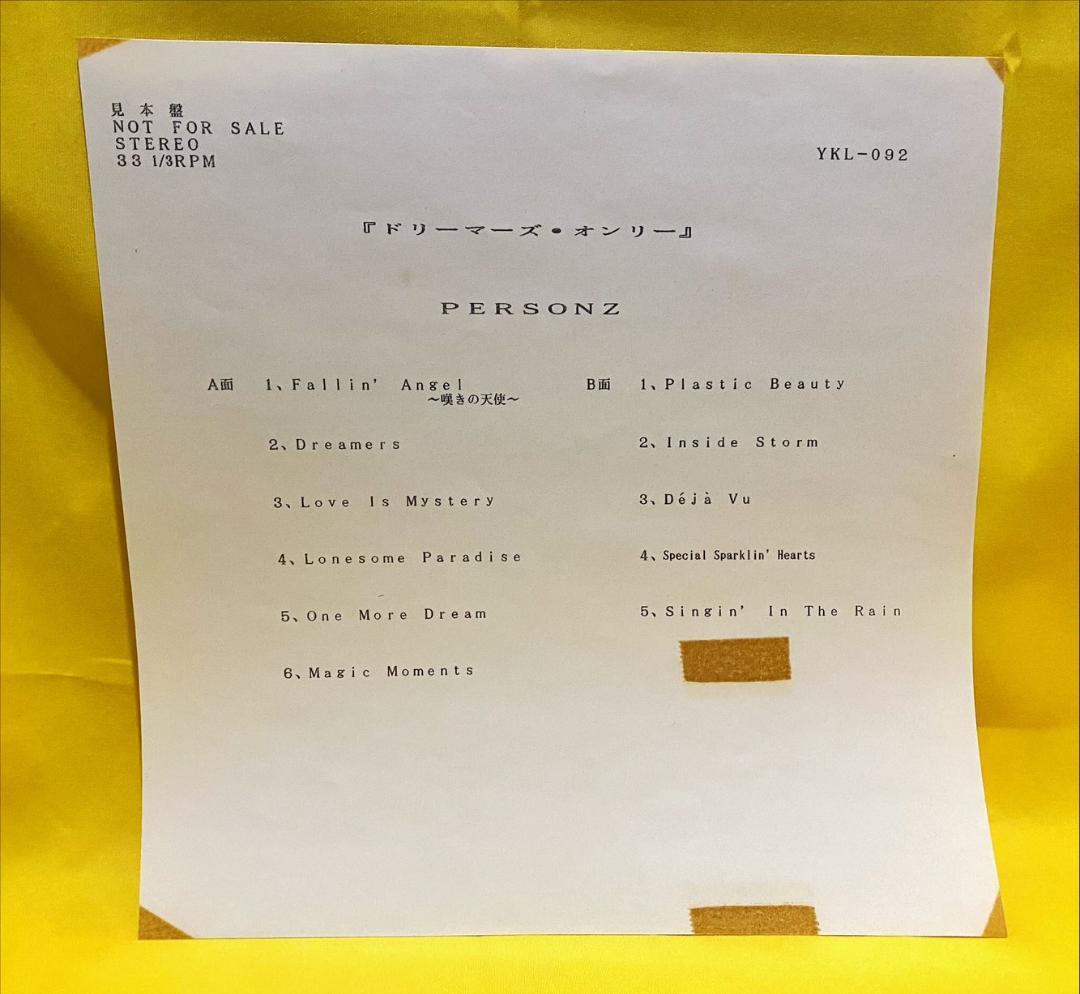 見本盤
NOT FOR SALE
STEREO
33 1/3RPM
YKL-092
『ドリーマーズ・オンリー』
PERSONZ
A面 1、Fallin' Angel
～嘆きの天使～
2、Dreamers
3、Love Is Mystery
4、Lonesome Paradise
5、One More Dream
6、Magic Moments
B面 1、Plastic Beauty
2、Inside Storm
3、Déjà Vu
4、Special Sparklin' Hearts
5、Singin' In The Rain